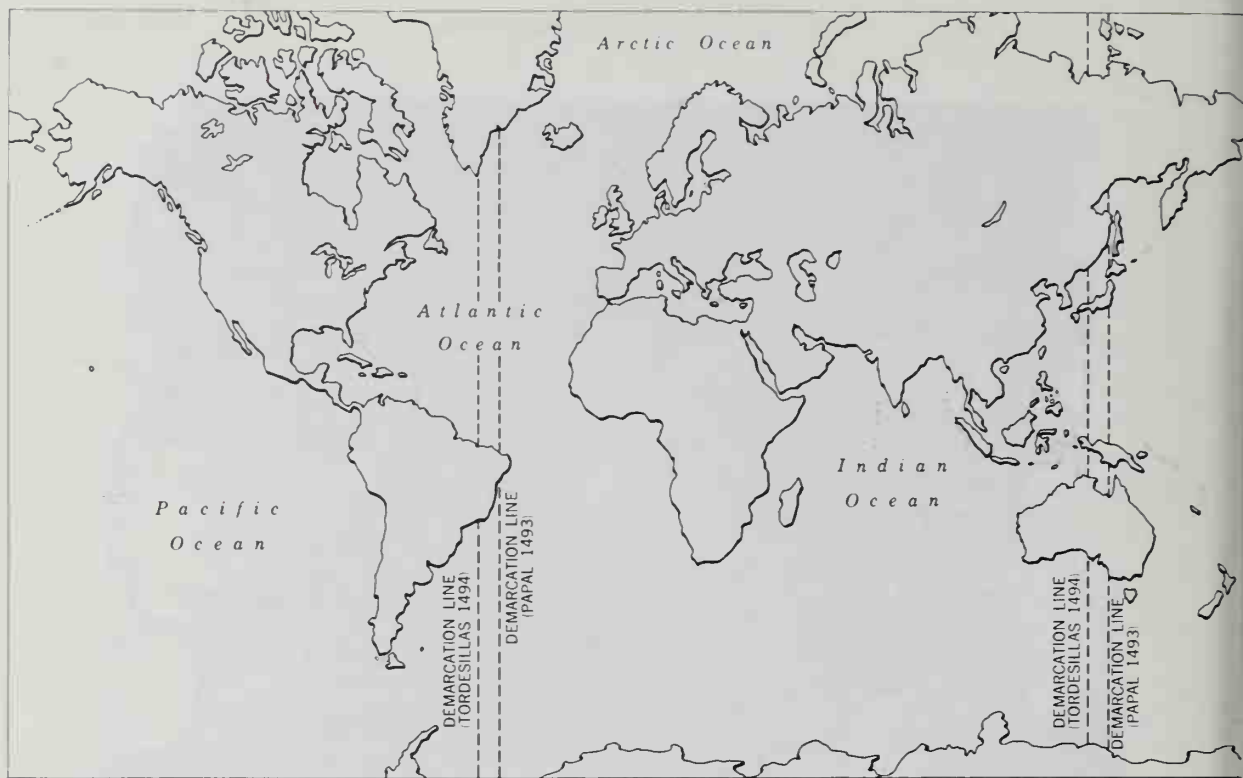 Arctic Ocean
Atlantic
Ocean
Pacific
Ocean
Indian
Ocean
DEMARCATION LINE
(TORDESILLAS 1494)
DEMARCATION LINE
(PAPAL 1493)
DEMARCATION LINE
(TORDESILLAS 1494)
DEMARCATION LINE
(PAPAL 1493)